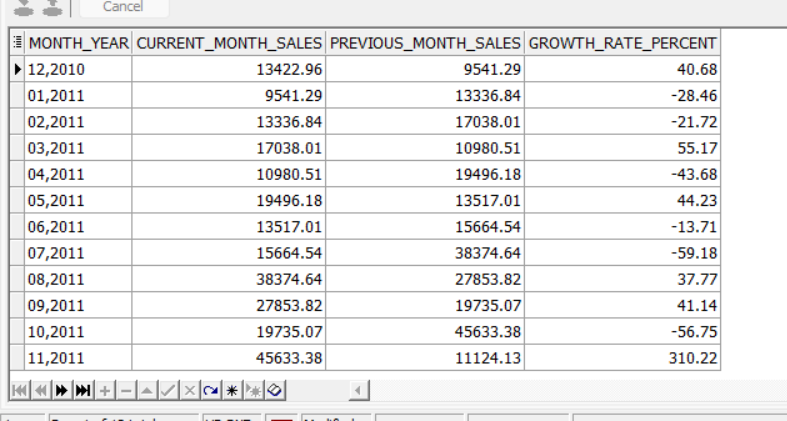 Cancel
MONTH_YEAR CURRENT_MONTH_SALES PREVIOUS_MONTH_SALES GROWTH_RATE_PERCENT
12,2010 13422.96 9541.29 40.68
01,2011 9541.29 13336.84 -28.46
02,2011 13336.84 17038.01 -21.72
03,2011 17038.01 10980.51 55.17
04,2011 10980.51 19496.18 -43.68
05,2011 19496.18 13517.01 44.23
06,2011 13517.01 15664.54 -13.71
07,2011 15664.54 38374.64 -59.18
08,2011 38374.64 27853.82 37.77
09,2011 27853.82 19735.07 41.14
10,2011 19735.07 45633.38 -56.75
11,2011 45633.38 11124.13 310.22